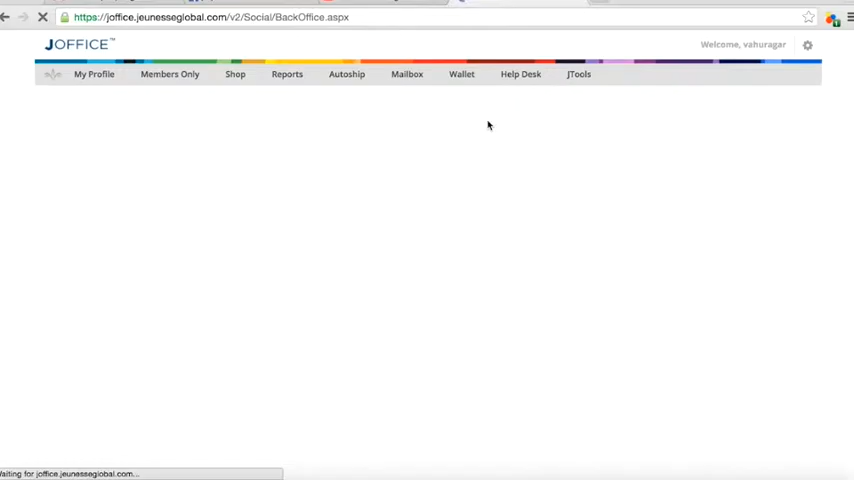 https://joffice.jeunesseglobal.com/v2/Social/BackOffice.aspx
JOFFICE™
Welcome, vahuragar
My Profile Members Only Shop Reports Autoship Mailbox Wallet Help Desk JTools
Waiting for joffice.jeunesseglobal.com...